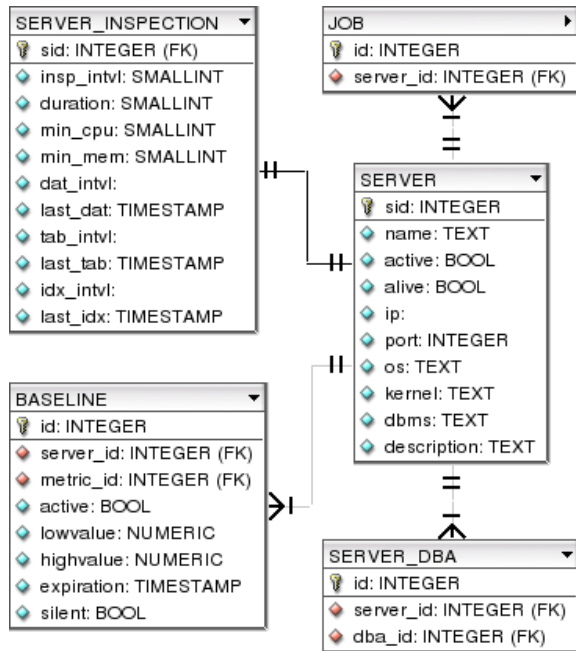 SERVER_INSPECTION
sid: INTEGER (FK)
insp_intvl: SMALLINT
duration: SMALLINT
min_cpu: SMALLINT
min_mem: SMALLINT
dat_intvl:
last_dat: TIMESTAMP
tab_intvl:
last_tab: TIMESTAMP
idx_intvl:
last_idx: TIMESTAMP
JOB
id: INTEGER
server_id: INTEGER (FK)
SERVER
sid: INTEGER
name: TEXT
active: BOOL
alive: BOOL
ip:
port: INTEGER
os: TEXT
kernel: TEXT
dbms: TEXT
description: TEXT
BASELINE
id: INTEGER
server_id: INTEGER (FK)
metric_id: INTEGER (FK)
active: BOOL
lowvalue: NUMERIC
highvalue: NUMERIC
expiration: TIMESTAMP
silent: BOOL
SERVER_DBA
id: INTEGER
server_id: INTEGER (FK)
dba_id: INTEGER (FK)